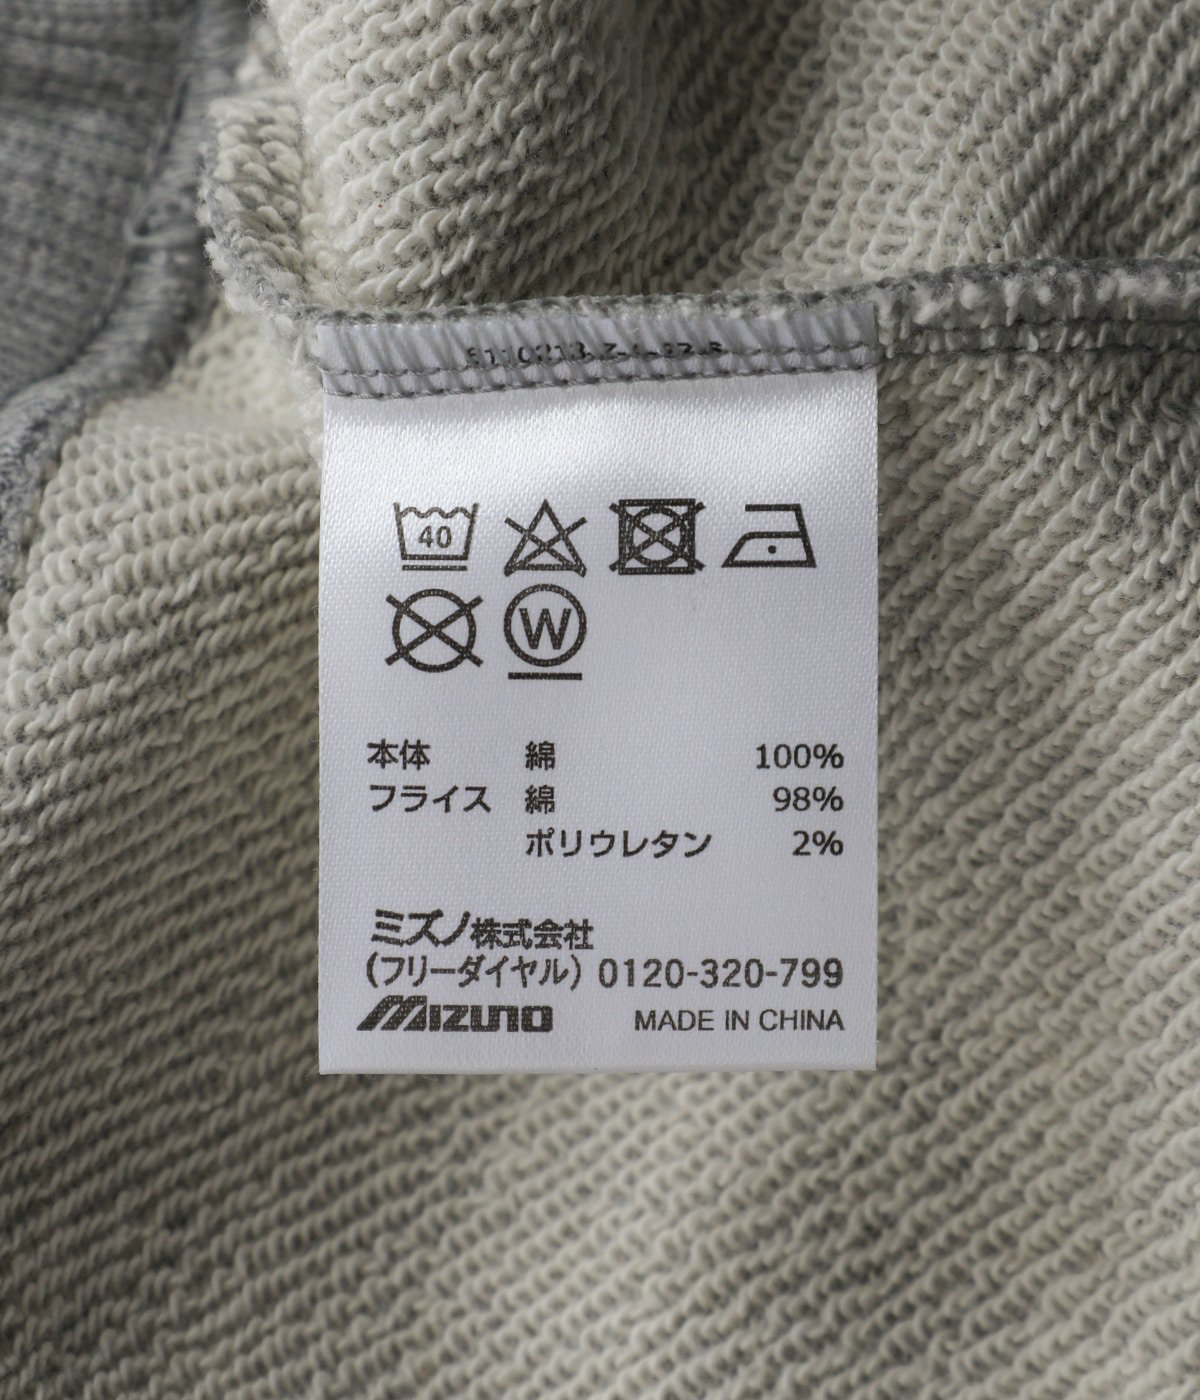 40
W
本体 綿 100%
フライス 綿 98%
ポリウレタン 2%
ミズノ株式会社
(フリーダイヤル) 0120-320-799
MIZUNO MADE IN CHINA